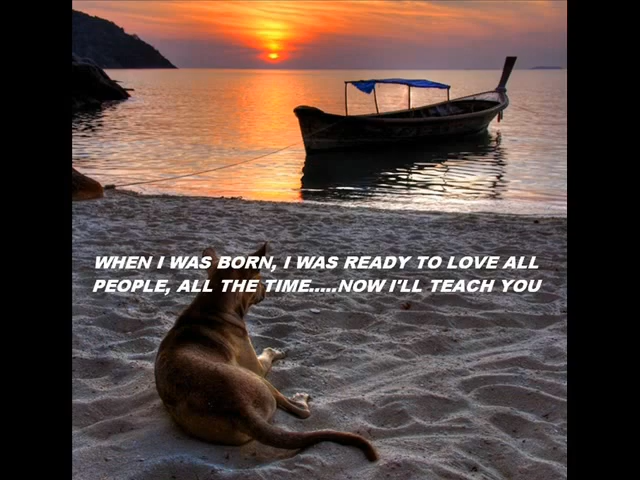 WHEN I WAS BORN, I WAS READY TO LOVE ALL
PEOPLE, ALL THE TIME.....NOW I'LL TEACH YOU